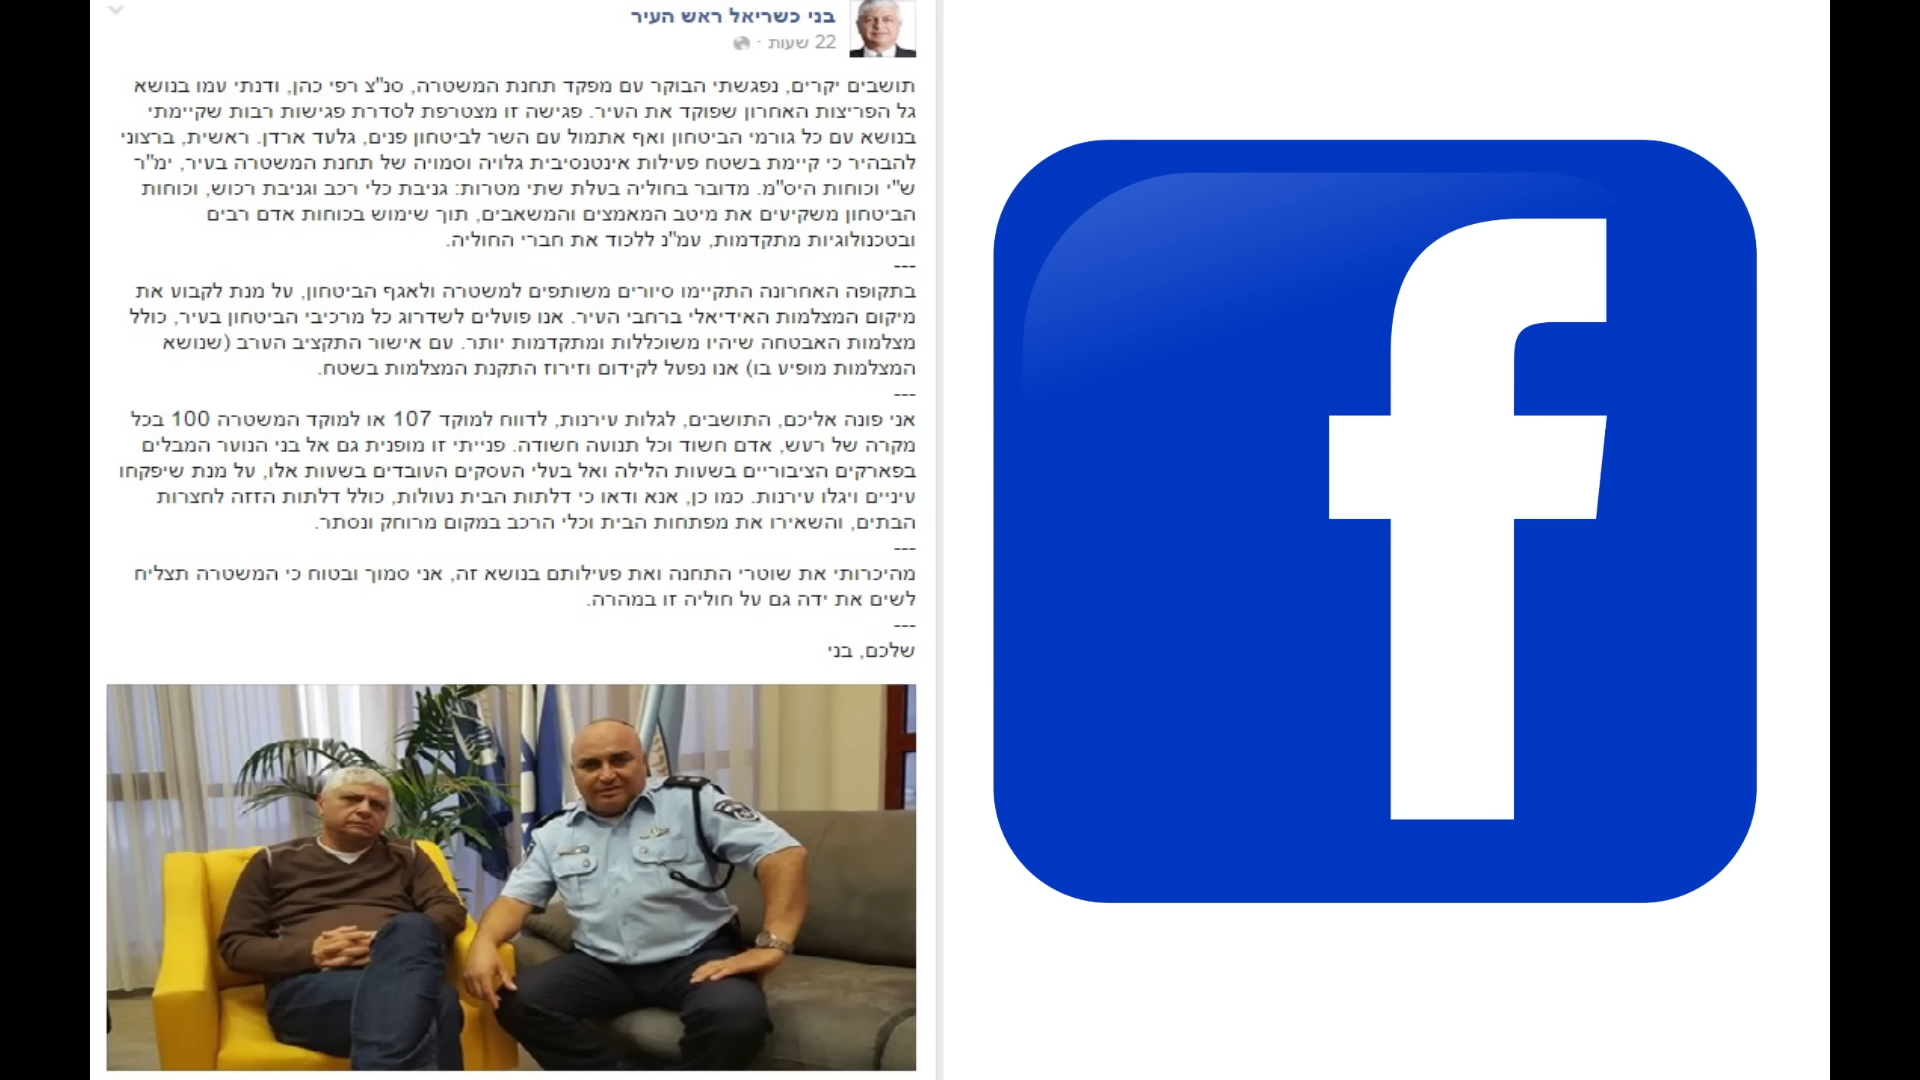 בני כשריאל ראש העיר
22 שעות ·
תושבים יקרים, נפגשתי הבוקר עם מפקד תחנת המשטרה, סנ"צ רפי כהן, ודנתי עמו בנושא
גל הפריצות האחרון שפוקד את העיר. פגישה זו מצטרפת לסדרת פגישות רבות שקיימתי
בנושא עם כל גורמי הביטחון ואף אתמול עם השר לביטחון פנים, גלעד ארדן. ראשית, ברצוני
להבהיר כי קיימת בשטח פעילות אינטנסיבית גלויה וסמויה של תחנת המשטרה בעיר, ימ"ר
ש"י וכוחות היס"מ. מדובר בחוליה בעלת שתי מטרות: גניבת כלי רכב וגניבת רכוש, וכוחות
הביטחון משקיעים את מיטב המאמצים והמשאבים, תוך שימוש בכוחות אדם רבים
ובטכנולוגיות מתקדמות, עמ"נ ללכוד את חברי החוליה.
---
בתקופה האחרונה התקיימו סיורים משותפים למשטרה ולאגף הביטחון, על מנת לקבוע את
מיקום המצלמות האידיאלי ברחבי העיר. אנו פועלים לשדרוג כל מרכיבי הביטחון בעיר, כולל
מצלמות האבטחה שיהיו משוכללות ומתקדמות יותר. עם אישור התקציב הערב (שנושא
המצלמות מופיע בו) אנו נפעל לקידום וזירוז התקנת המצלמות בשטח.
---
אני פונה אליכם, התושבים, לגלות עירנות, לדווח למוקד 107 או למוקד המשטרה 100 בכל
מקרה של רעש, אדם חשוד וכל תנועה חשודה. פנייתי זו מופנית גם אל בני הנוער המבלים
בפארקים הציבוריים בשעות הלילה ואל בעלי העסקים העובדים בשעות אלו, על מנת שיפקחו
עיניים ויגלו עירנות. כמו כן, אנא ודאו כי דלתות הבית נעולות, כולל דלתות הזזה לחצרות
הבתים, והשאירו את מפתחות הבית וכלי הרכב במקום מרוחק ונסתר.
---
מהיכרותי את שוטרי התחנה ואת פעילותם בנושא זה, אני סמוך ובטוח כי המשטרה תצליח
לשים את ידה גם על חוליה זו במהרה.
---
שלכם, בני
f